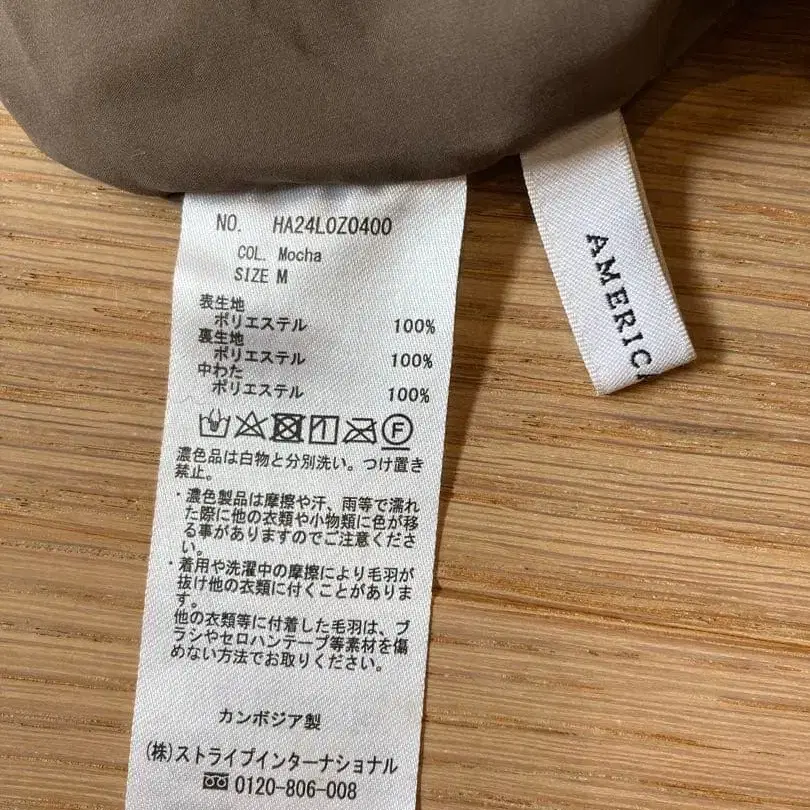 NO. HA24L0Z0400
COL. Mocha
SIZE M
表生地
ポリエステル 100%
裏生地
ポリエステル 100%
中わた
ポリエステル 100%
F
濃色品は白物と分別洗い。つけ置き
禁止。
・濃色製品は摩擦や汗、雨等で濡れ
た際に他の衣類や小物類に色が移
る事がありますのでご注意くださ
い。
・着用や洗濯中の摩擦により毛羽が
抜け他の衣類に付くことがありま
す。
他の衣類等に付着した毛羽は、ブ
ラシやセロハンテープ等素材を傷
めない方法でお取りください。
カンボジア製
(株)ストライプインターナショナル
0120-806-008
AMERICA